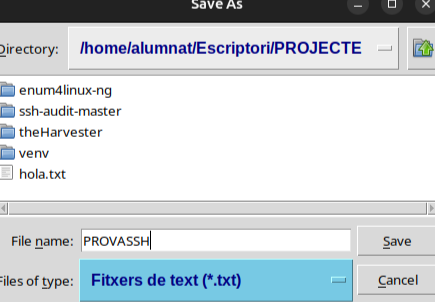 Save As
Directory: /home/alumnat/Escriptori/PROJECTE
enum4linux-ng
ssh-audit-master
theHarvester
venv
hola.txt
File name: PROVASSH Save
Files of type: Fitxers de text (*.txt) Cancel